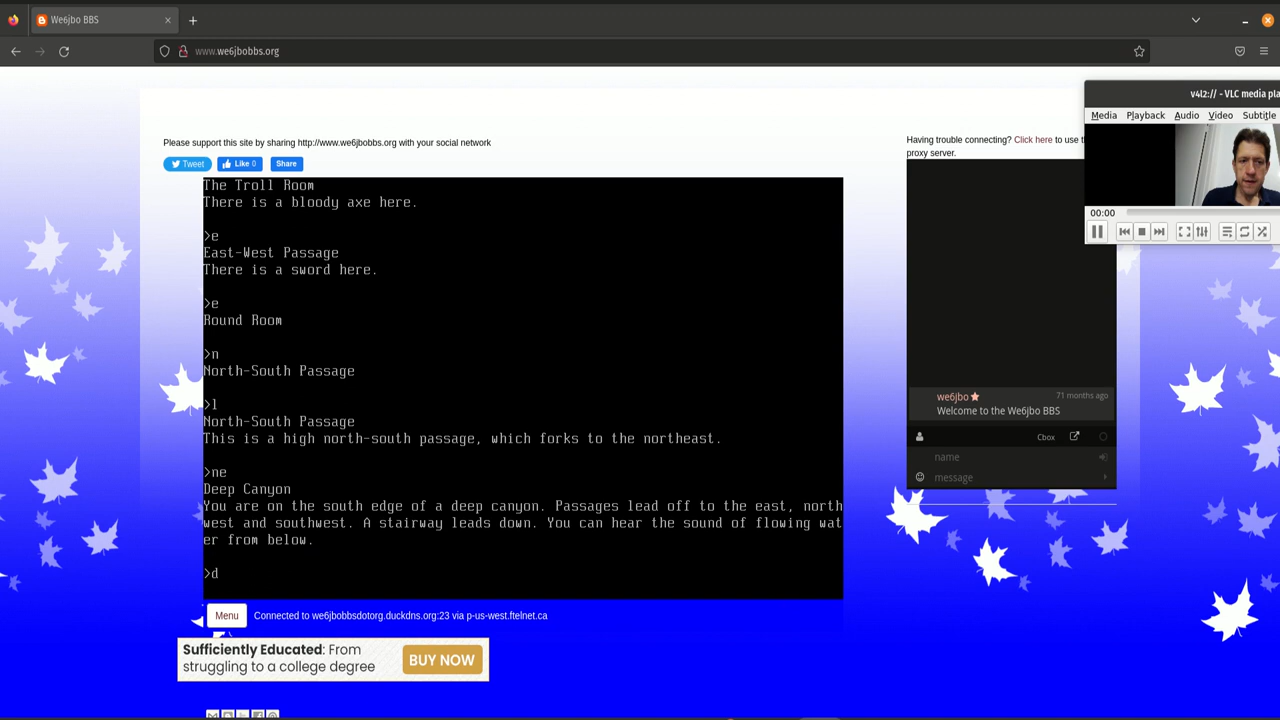 We6jbo BBS
www.we6jbobbs.org
v4l2:// - VLC media pla
Media Playback Audio Video Subtitle
00:00
Please support this site by sharing http://www.we6jbobbs.org with your social network
Tweet
Like 0
Share
Having trouble connecting? Click here to use t
proxy server.
The Troll Room
There is a bloody axe here.
>e
East-West Passage
There is a sword here.
>e
Round Room
>n
North-South Passage
>l
North-South Passage
This is a high north-south passage, which forks to the northeast.
>ne
Deep Canyon
You are on the south edge of a deep canyon. Passages lead off to the east, north
west and southwest. A stairway leads down. You can hear the sound of flowing wat
er from below.
>d
we6jbo 71 months ago
Welcome to the We6jbo BBS
Cbox
name
message
Menu
Connected to we6jbobbsdotorg.duckdns.org:23 via p-us-west.ftelnet.ca
Sufficiently Educated: From
struggling to a college degree
BUY NOW